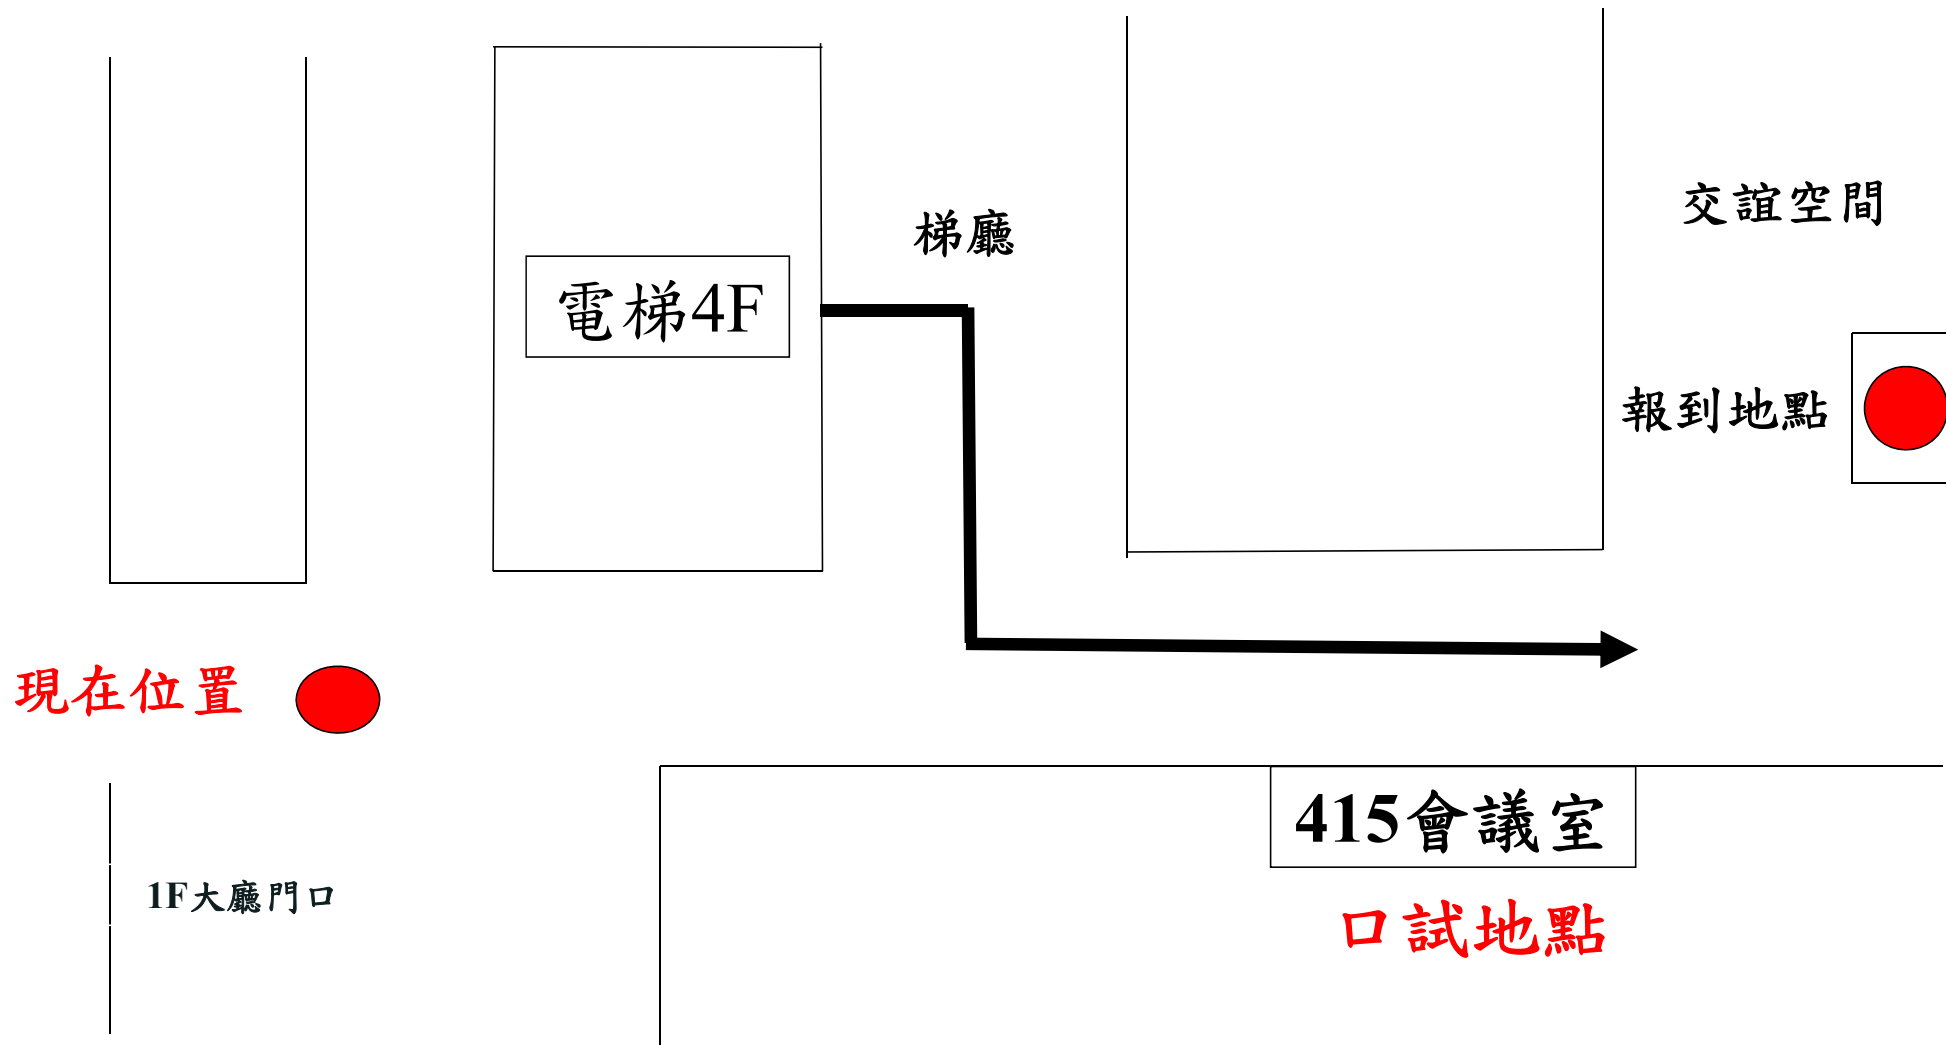 交誼空間
梯廳
電梯4F
報到地點
現在位置
415會議室
1F大廳門口
口試地點